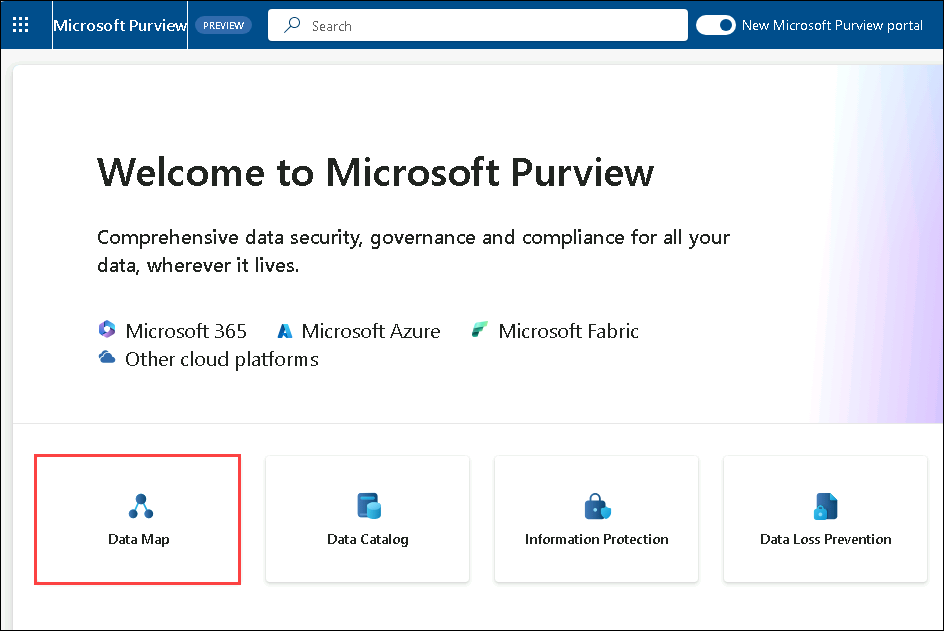 Microsoft Purview PREVIEW Search New Microsoft Purview portal
Welcome to Microsoft Purview
Comprehensive data security, governance and compliance for all your
data, wherever it lives.
Microsoft 365 Microsoft Azure Microsoft Fabric
Other cloud platforms
Data Map Data Catalog Information Protection Data Loss Prevention